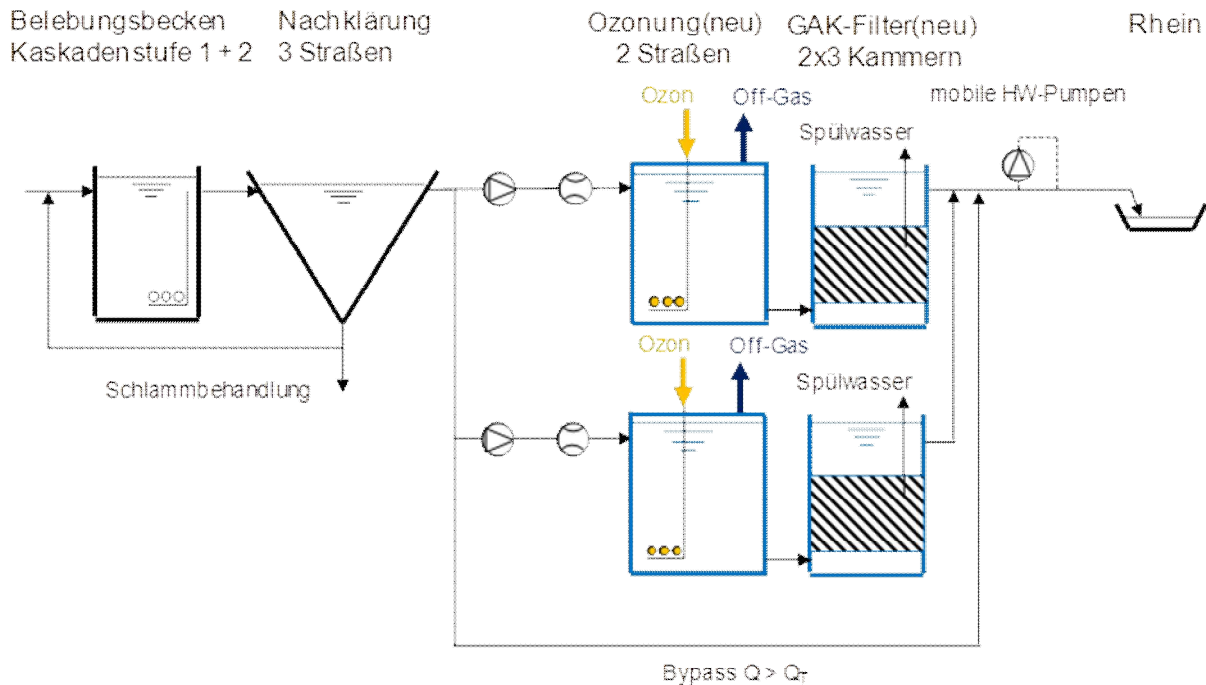 Belebungsbecken
Kaskadenstufe 1 + 2
Nachklärung
3 Straßen
Ozonung(neu)
2 Straßen
GAK-Filter(neu)
2x3 Kammern
Rhein
Ozon
Off-Gas
mobile HW-Pumpen
Spülwasser
Schlammbehandlung
Ozon
Off-Gas
Spülwasser
Bypass Q > QT